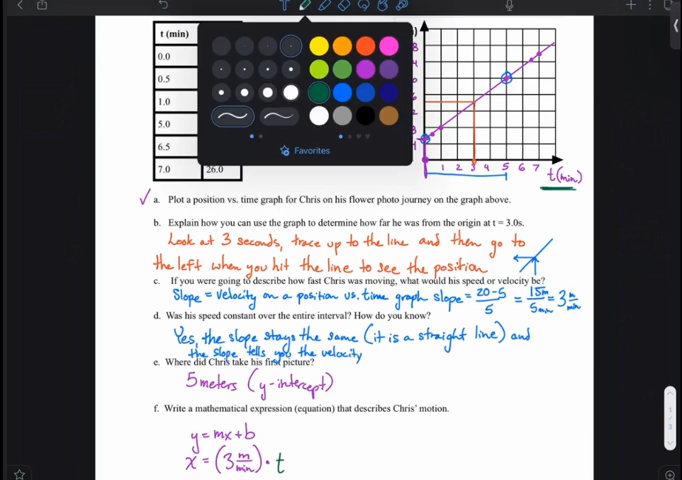 t (min)
0.0
0.5
1.0
5.0
6.5
7.0 26.0
Favorites
1 2 3 4 5 6 7
t(min)
✓ a. Plot a position vs. time graph for Chris on his flower photo journey on the graph above.
b. Explain how you can use the graph to determine how far he was from the origin at t = 3.0s.
Look at 3 seconds, trace up to the line and then go to
the left when you hit the line to see the position
c. If you were going to describe how fast Chris was moving, what would his speed or velocity be?
Slope = velocity on a position vs. time graph slope = 20-5/5 = 15m/5min = 3 m/min
d. Was his speed constant over the entire interval? How do you know?
Yes, the slope stays the same (it is a straight line) and
the slope tells you the velocity
e. Where did Chris take his first picture?
5 meters (y-intercept)
f. Write a mathematical expression (equation) that describes Chris' motion.
y = mx + b
x = (3 m/min) • t